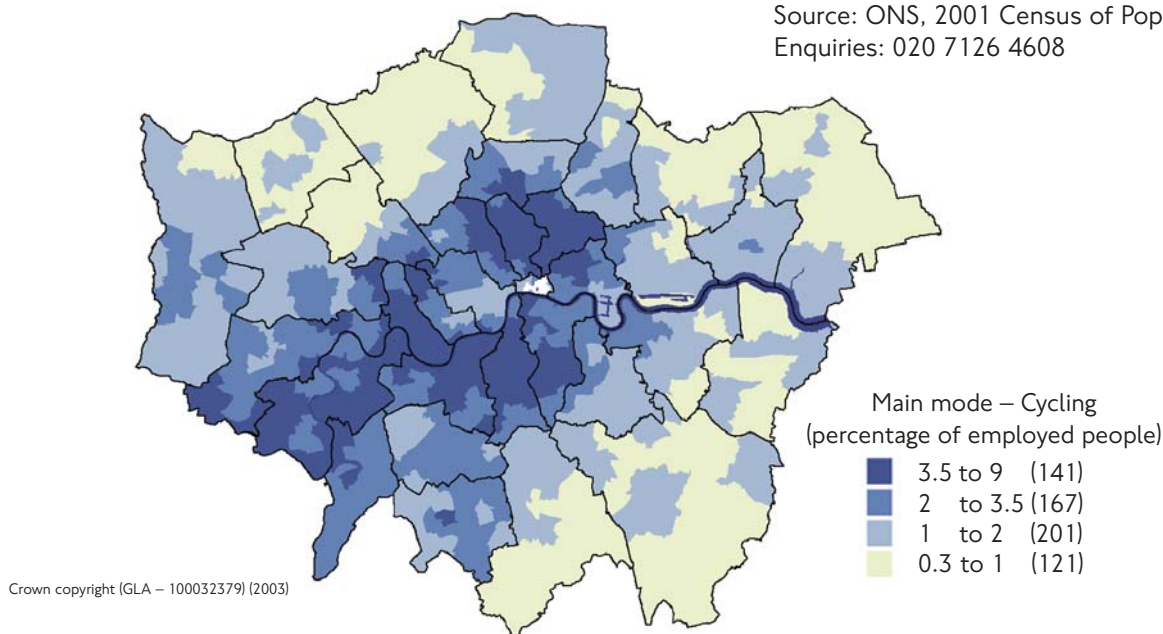 Source: ONS, 2001 Census of Pop
Enquiries: 020 7126 4608
Main mode – Cycling
(percentage of employed people)
3.5 to 9 (141)
2 to 3.5 (167)
1 to 2 (201)
0.3 to 1 (121)
Crown copyright (GLA – 100032379) (2003)